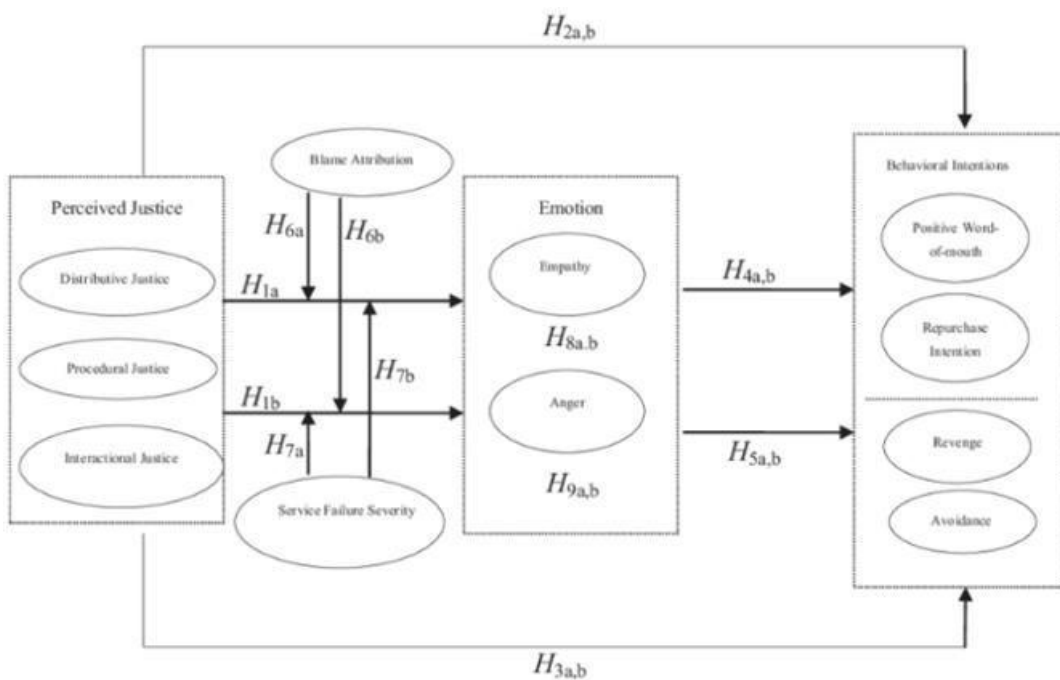 H2a,b
Blame Attribution
Behavioral Intentions
Perceived Justice
Emotion
H6a
H6b
Positive Word-
of-mouth
Distributive Justice
Empathy
H1a
H4a,b
H8a.b
Repurchase
Intention
Procedural Justice
H7b
H1b
Anger
H7a
H5a,b
Revenge
Interactional Justice
H9a,b
Service Failure Severity
Avoidance
H3a,b